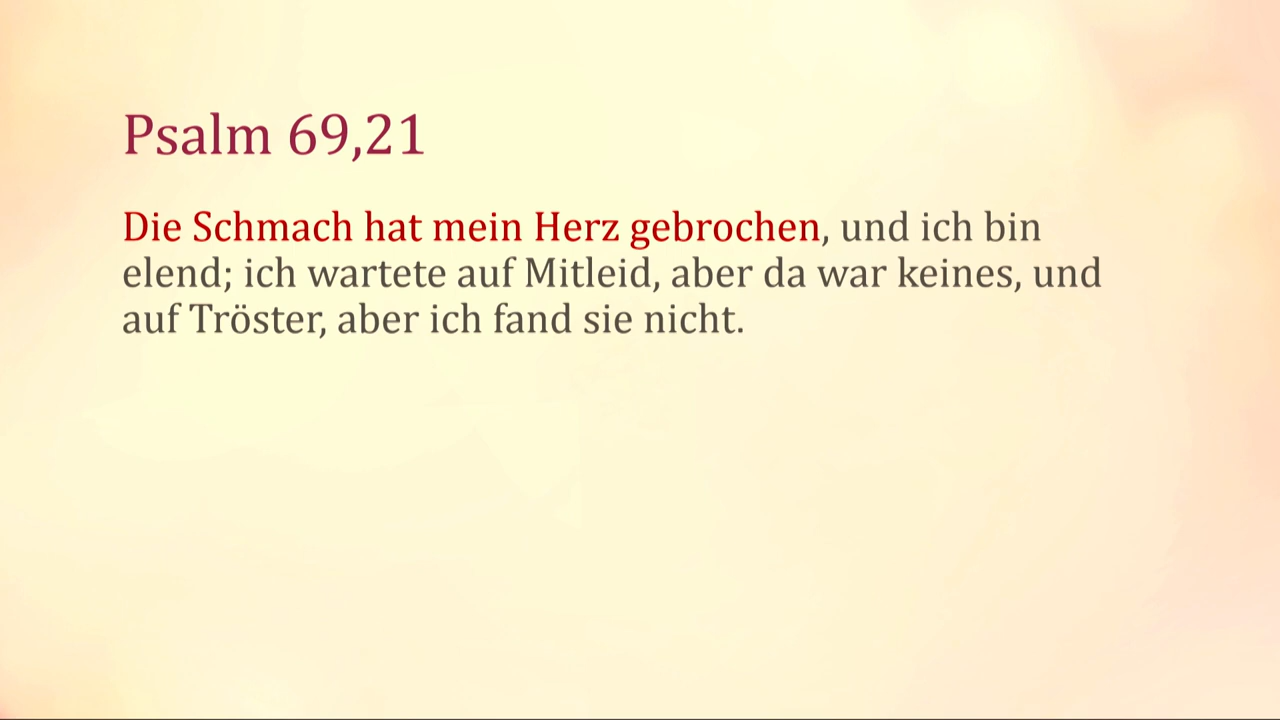 Psalm 69,21
Die Schmach hat mein Herz gebrochen, und ich bin
elend; ich wartete auf Mitleid, aber da war keines, und
auf Tröster, aber ich fand sie nicht.